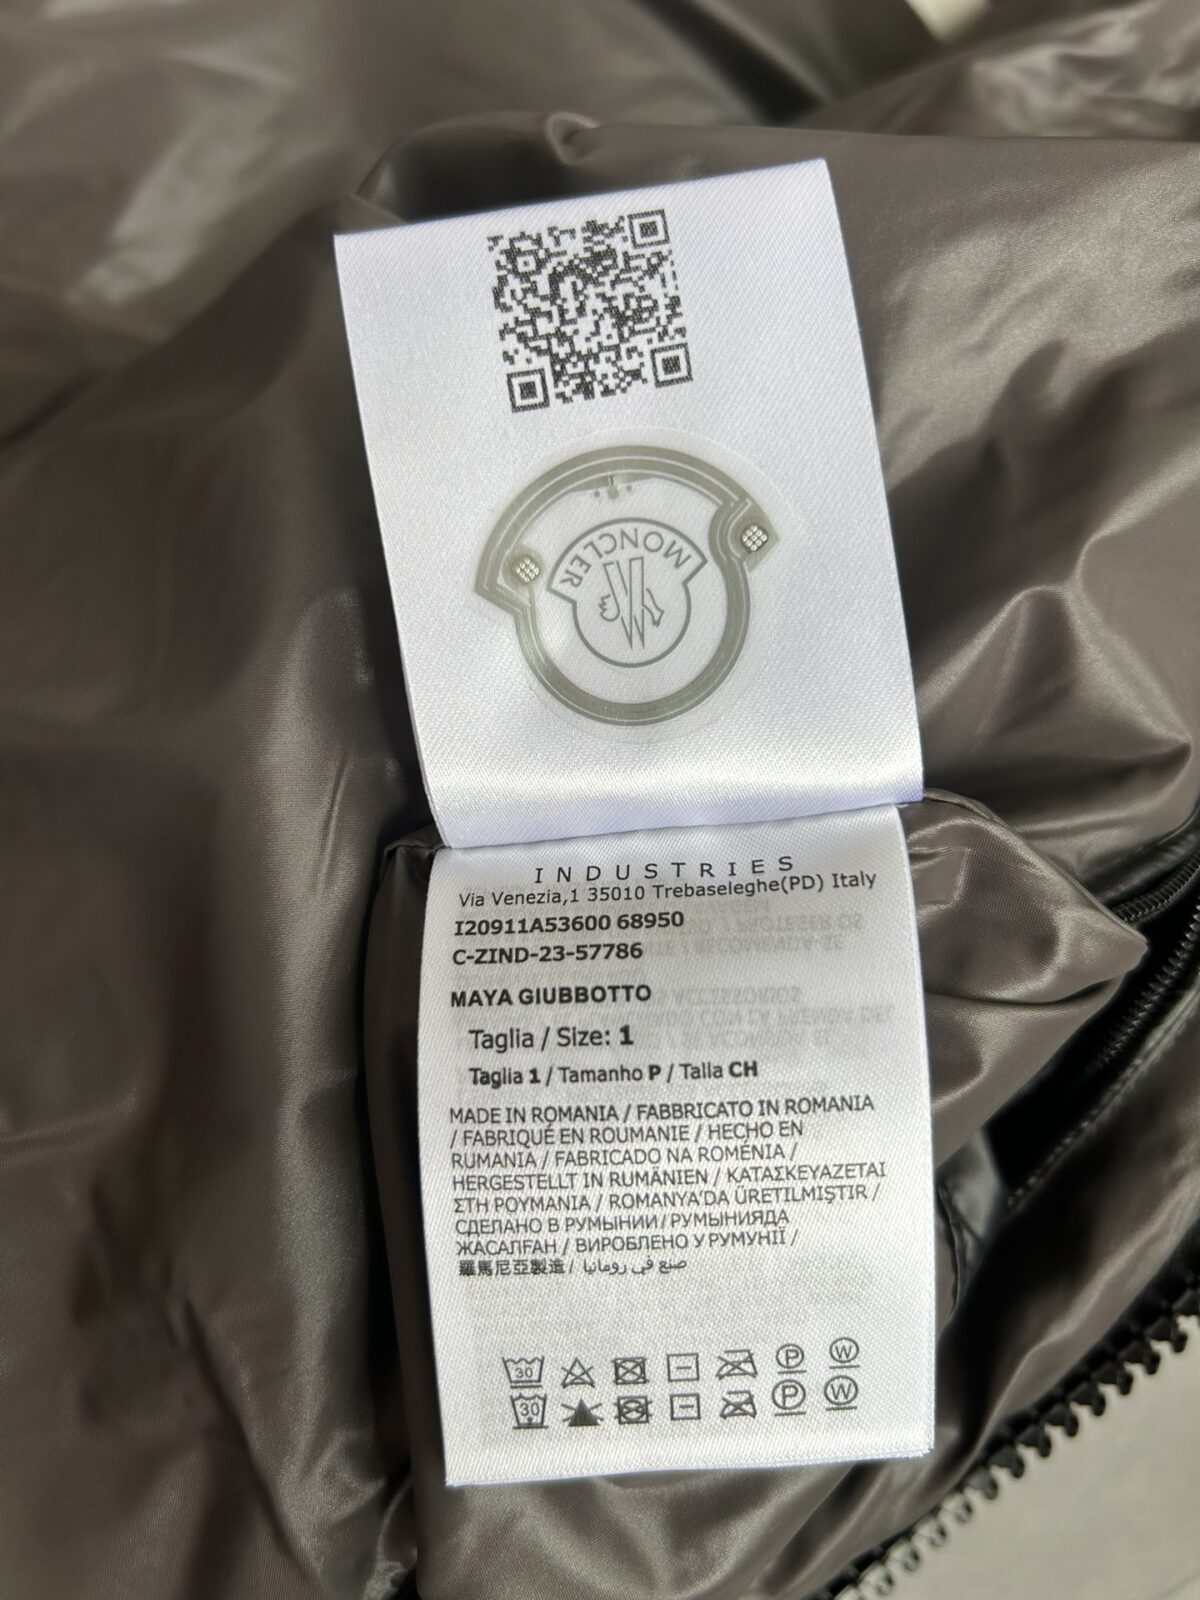 MONCLER
INDUSTRIES
Via Venezia,1 35010 Trebaseleghe(PD) Italy
I20911A53600 68950
C-ZIND-23-57786
MAYA GIUBBOTTO
Taglia / Size: 1
Taglia 1 / Tamanho P / Talla CH
MADE IN ROMANIA / FABBRICATO IN ROMANIA
/ FABRIQUÉ EN ROUMANIE / HECHO EN
RUMANIA / FABRICADO NA ROMÉNIA /
HERGESTELLT IN RUMÄNIEN / ΚΑΤΑΣΚΕΥΑΖΕΤΑΙ
ΣΤΗ ΡΟΥΜΑΝΙΑ / ROMANYA'DA ÜRETILMIŞTIR /
СДЕЛАНО В РУМЫНИИ / РУМЫНИЯДА
ЖАСАЛҒАН / ВИРОБЛЕНО У РУМУНІЇ /
羅馬尼亞製造 / صنع في رومانيا
30 P W
30 P W